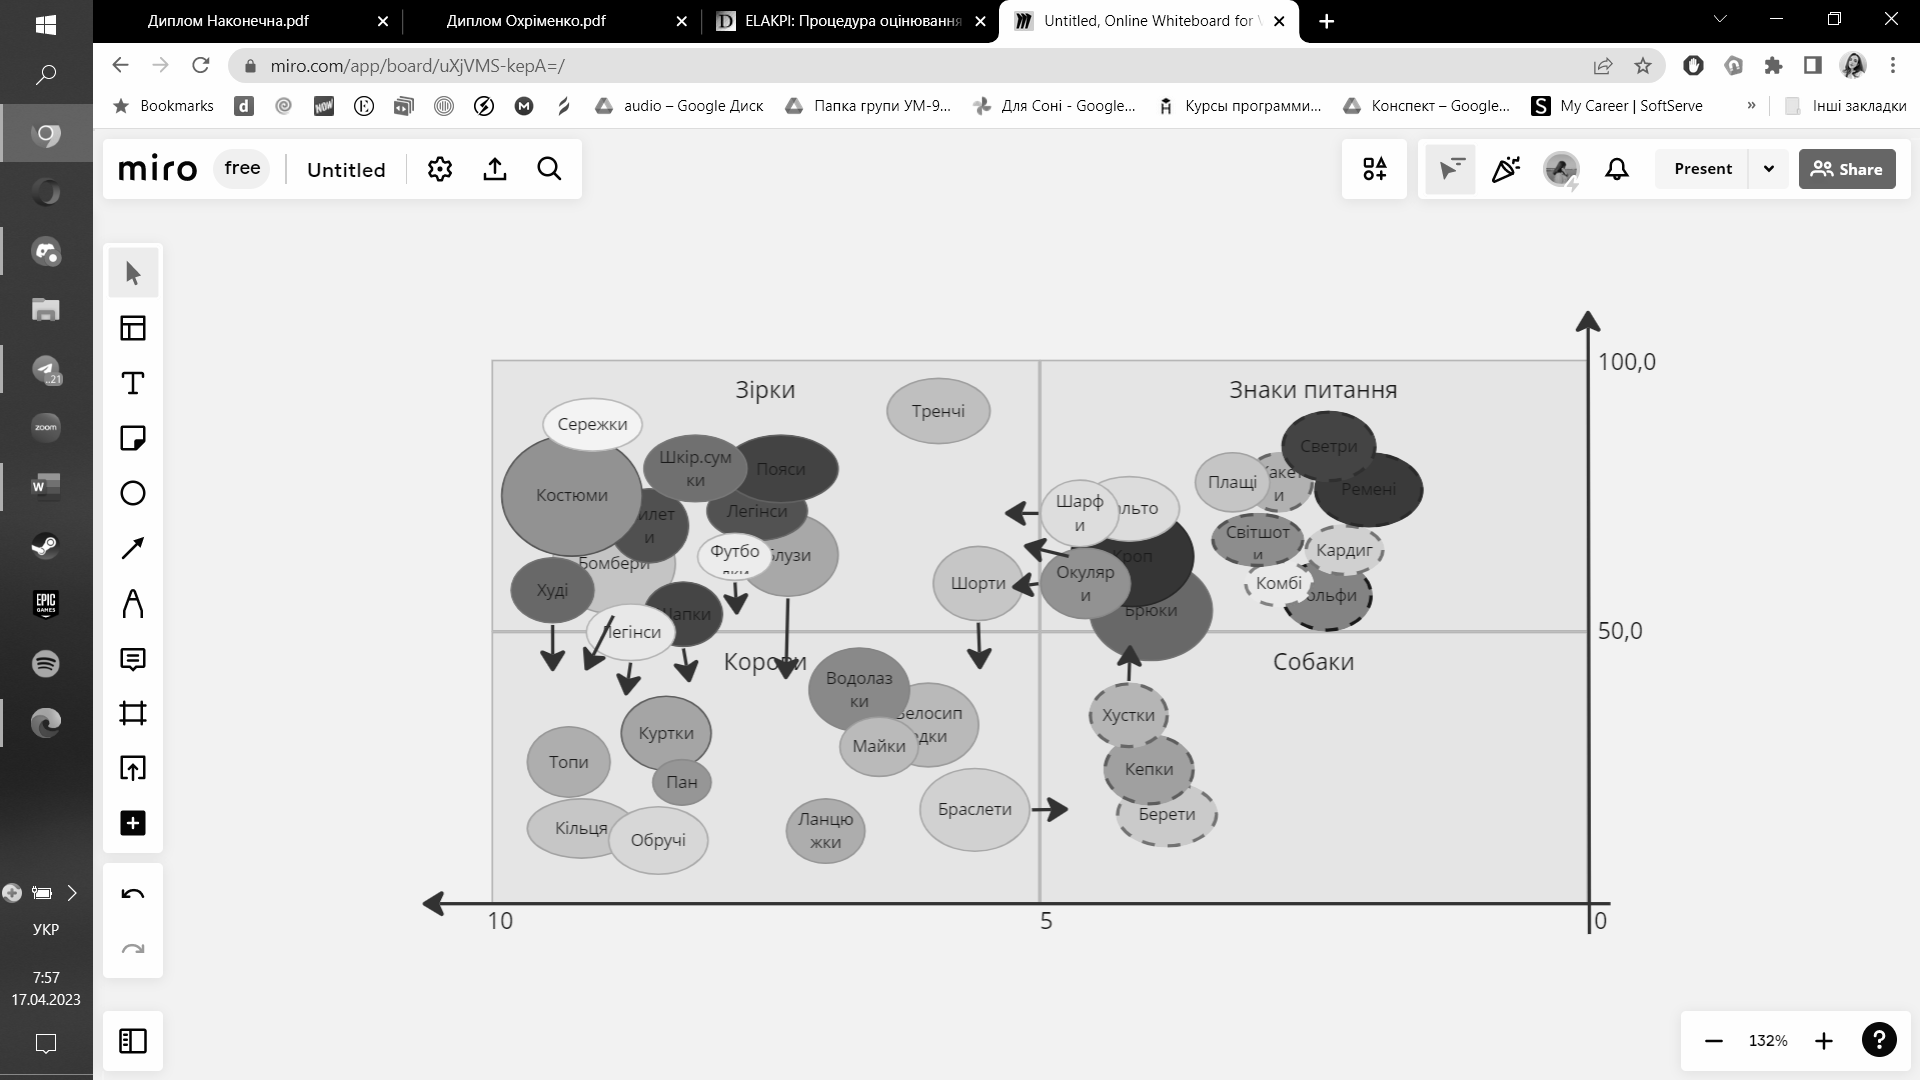 Диплом Наконечна.pdf
Диплом Охріменко.pdf
ELAKPI: Процедура оцінювання
Untitled, Online Whiteboard for
miro.com/app/board/uXjVMS-kepA=/
Bookmarks
audio – Google Диск
Папка групи УМ-9...
Для Соні - Google...
Курсы программи...
Конспект – Google...
My Career | SoftServe
»
Інші закладки
miro
free
Untitled
Present
Share
100,0
Зірки
Знаки питання
Тренчі
Сережки
Светри
Шкір.сум
ки
Пояси
Костюми
Плащі
Ремені
Легінси
Шарф
и
Світшот
и
Футбо
Кардиг
Бомбери
Окуляр
и
Шорти
Комбі
Худі
Брюки
50,0
Корови
Собаки
Водолаз
ки
Хустки
Куртки
Майки
Топи
Кепки
Пан
Браслети
Берети
Ланцю
жки
Кільця
Обручі
10
5
0
21
zoom
W
EPIC
GAMES
УКР
7:57
17.04.2023
132%